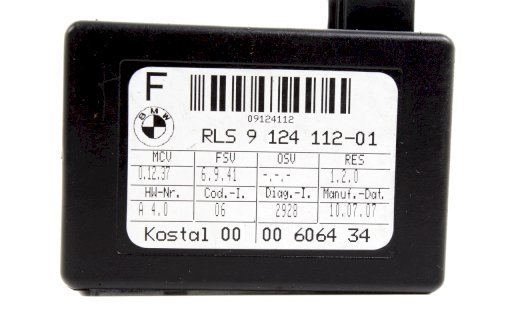 F
09124112
BMW
RLS 9 124 112-01
MCV FSV OSV RES
0.12.37 6.9.41 -.-.- 1.2.0
HW-Nr. Cod.-I. Diag.-I. Manuf.-Dat.
A 4.0 06 2928 10.07.07
Kostal 00 00 6064 34